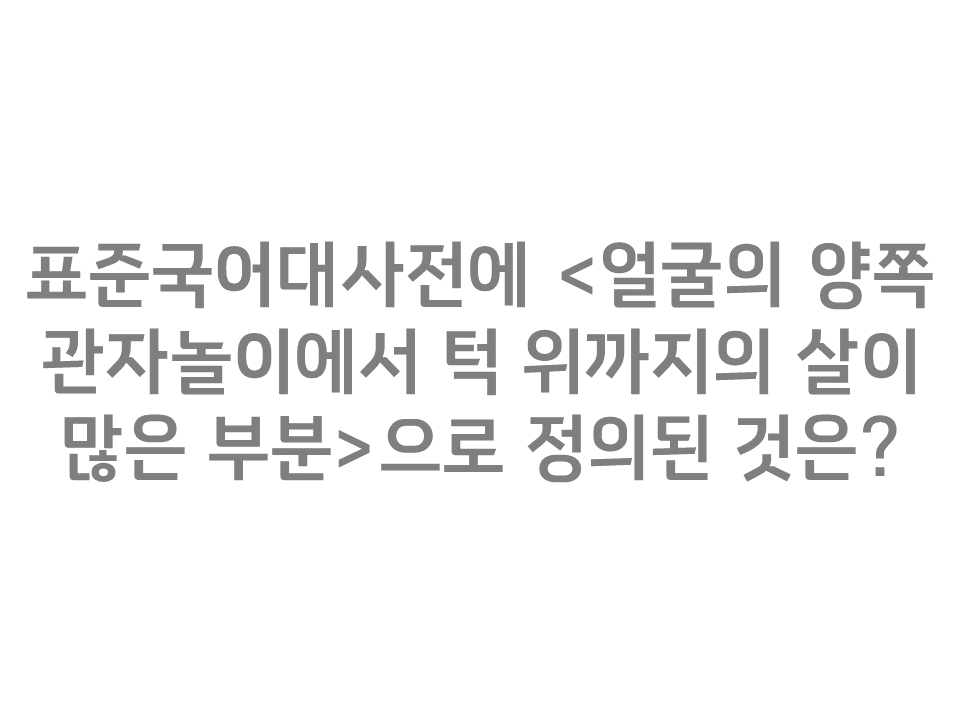 표준국어대사전에 <얼굴의 양쪽
관자놀이에서 턱 위까지의 살이
많은 부분>으로 정의된 것은?